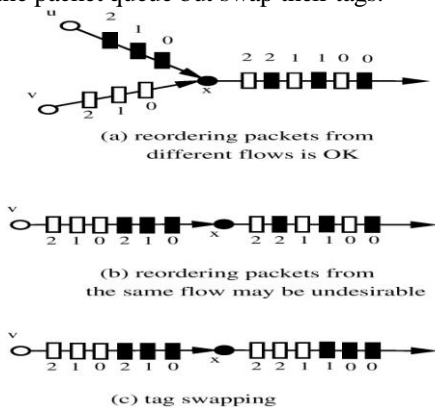 the packet queue but swap their tags.
u
2 1 0
2 2 1 1 0 0
v
x
2 1 0
(a) reordering packets from
different flows is OK
v
x
2 1 0 2 1 0 2 2 1 1 0 0
(b) reordering packets from
the same flow may be undesirable
v
x
2 1 0 2 1 0 2 2 1 1 0 0
(c) tag swapping